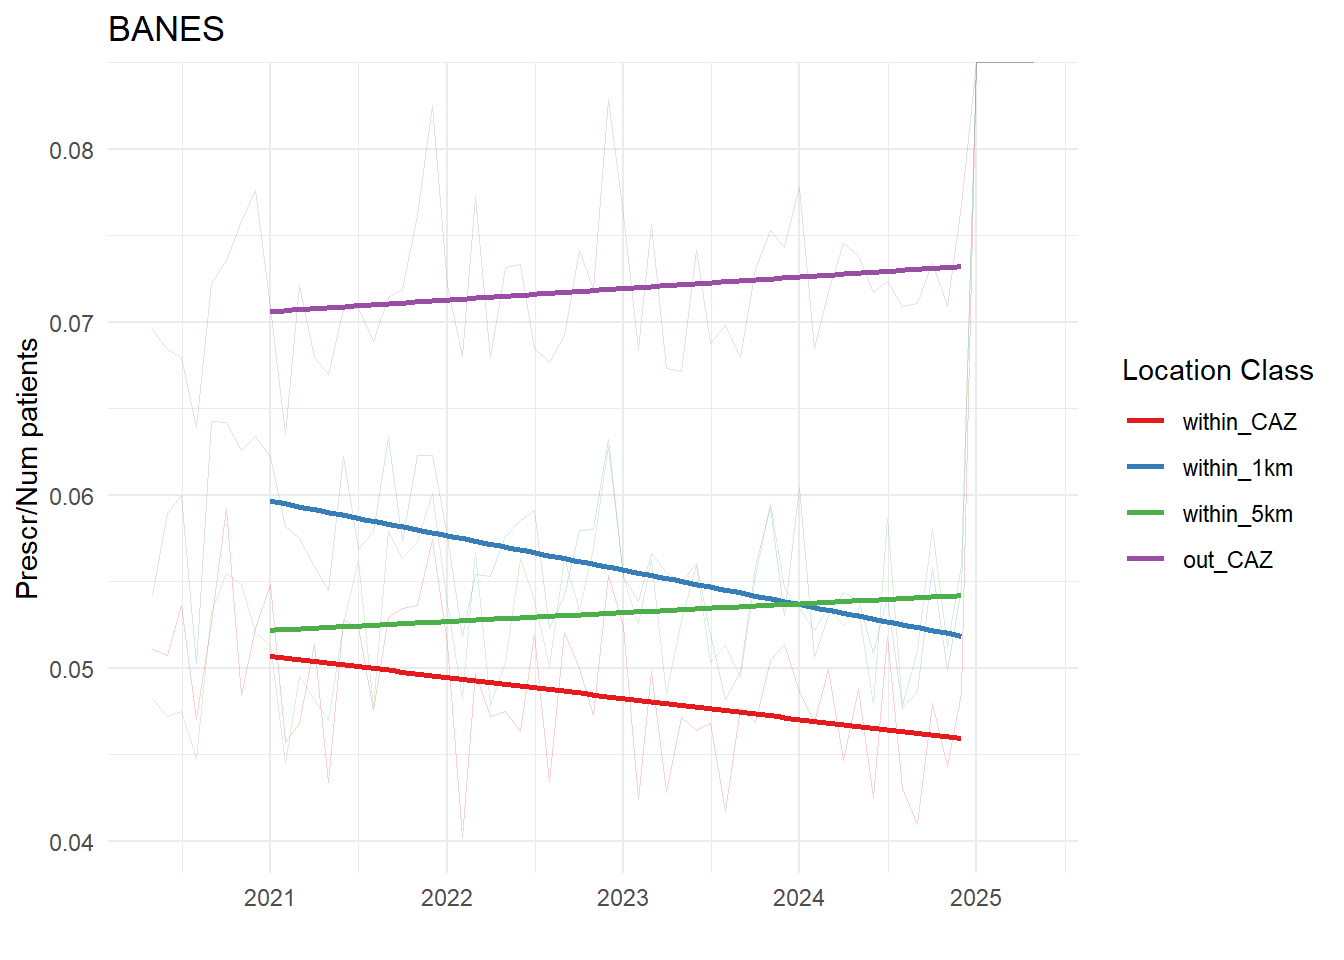 BANES
Prescr/Num patients
0.08
0.07
0.06
0.05
0.04
2021
2022
2023
2024
2025
Location Class
within_CAZ
within_1km
within_5km
out_CAZ